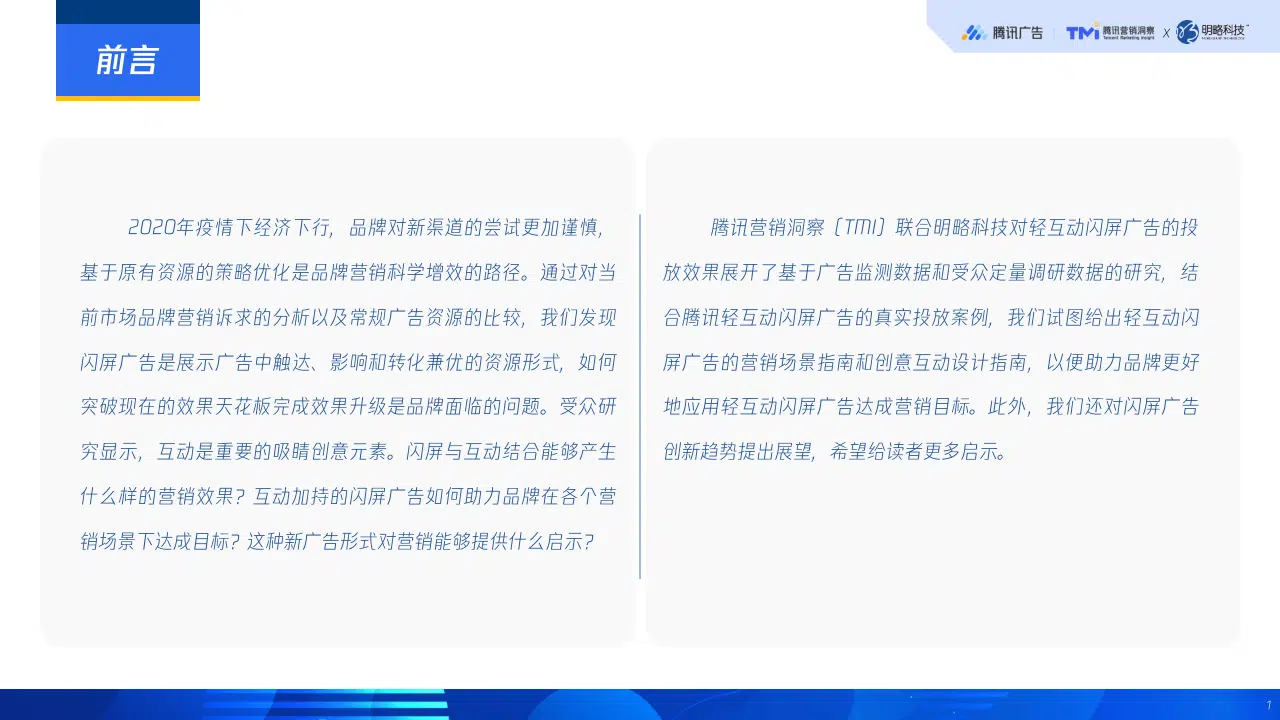 前言
腾讯广告
TMI 腾讯营销洞察
Tencent Marketing Insight
X
明略科技
2020年疫情下经济下行，品牌对新渠道的尝试更加谨慎，
基于原有资源的策略优化是品牌营销科学增效的路径。通过对当
前市场品牌营销诉求的分析以及常规广告资源的比较，我们发现
闪屏广告是展示广告中触达、影响和转化兼优的资源形式，如何
突破现在的效果天花板完成效果升级是品牌面临的问题。受众研
究显示，互动是重要的吸睛创意元素。闪屏与互动结合能够产生
什么样的营销效果？互动加持的闪屏广告如何助力品牌在各个营
销场景下达成目标？这种新广告形式对营销能够提供什么启示？
腾讯营销洞察（TMI）联合明略科技对轻互动闪屏广告的投
放效果展开了基于广告监测数据和受众定量调研数据的研究，结
合腾讯轻互动闪屏广告的真实投放案例，我们试图给出轻互动闪
屏广告的营销场景指南和创意互动设计指南，以便助力品牌更好
地应用轻互动闪屏广告达成营销目标。此外，我们还对闪屏广告
创新趋势提出展望，希望给读者更多启示。
1